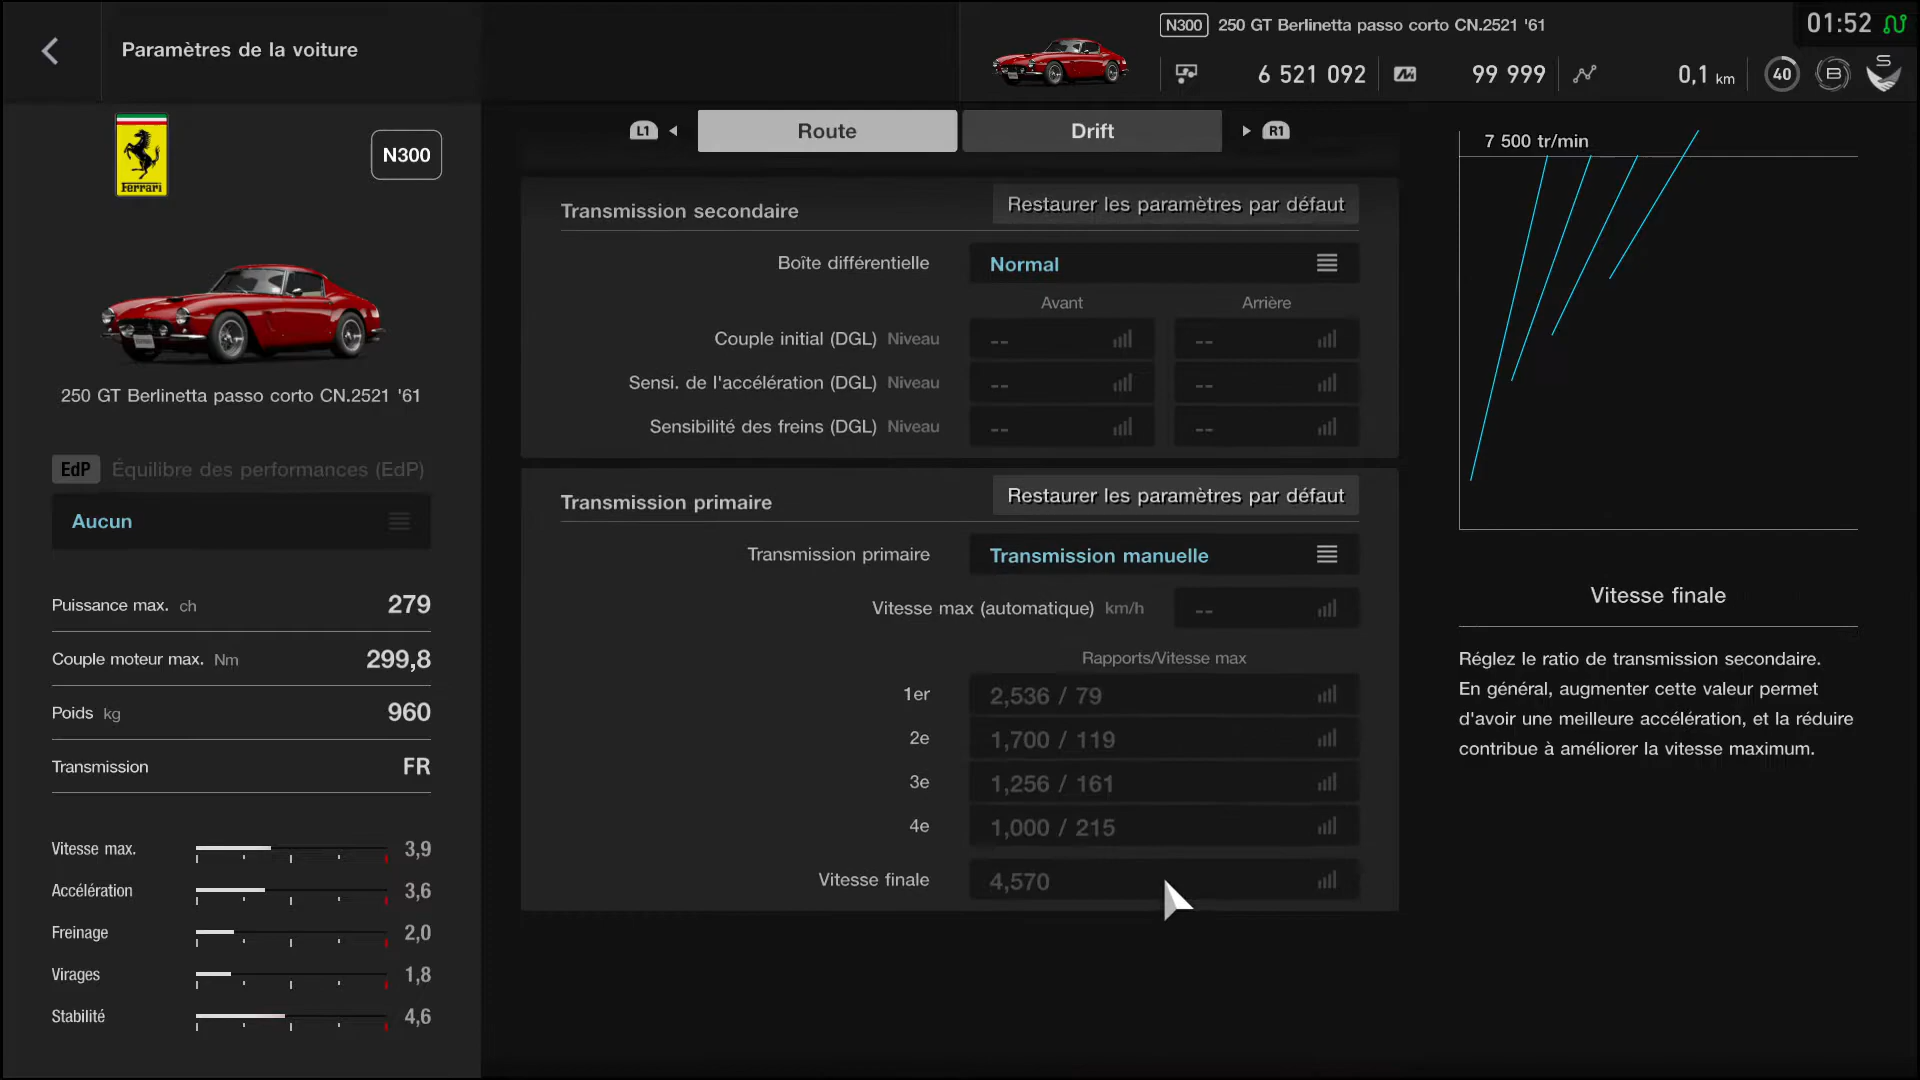 Paramètres de la voiture
N300 250 GT Berlinetta passo corto CN.2521 '61
01:52
6 521 092
99 999
0,1 km
40
B
S
Ferrari
N300
250 GT Berlinetta passo corto CN.2521 '61
EdP Équilibre des performances (EdP)
Aucun
Puissance max. ch 279
Couple moteur max. Nm 299,8
Poids kg 960
Transmission FR
Vitesse max. 3,9
Accélération 3,6
Freinage 2,0
Virages 1,8
Stabilité 4,6
L1 Route Drift R1
Transmission secondaire Restaurer les paramètres par défaut
Boîte différentielle Normal
Avant Arrière
Couple initial (DGL) Niveau -- --
Sensi. de l'accélération (DGL) Niveau -- --
Sensibilité des freins (DGL) Niveau -- --
Transmission primaire Restaurer les paramètres par défaut
Transmission primaire Transmission manuelle
Vitesse max (automatique) km/h --
Rapports/Vitesse max
1er 2,536 / 79
2e 1,700 / 119
3e 1,256 / 161
4e 1,000 / 215
Vitesse finale 4,570
7 500 tr/min
Vitesse finale
Réglez le ratio de transmission secondaire.
En général, augmenter cette valeur permet
d'avoir une meilleure accélération, et la réduire
contribue à améliorer la vitesse maximum.